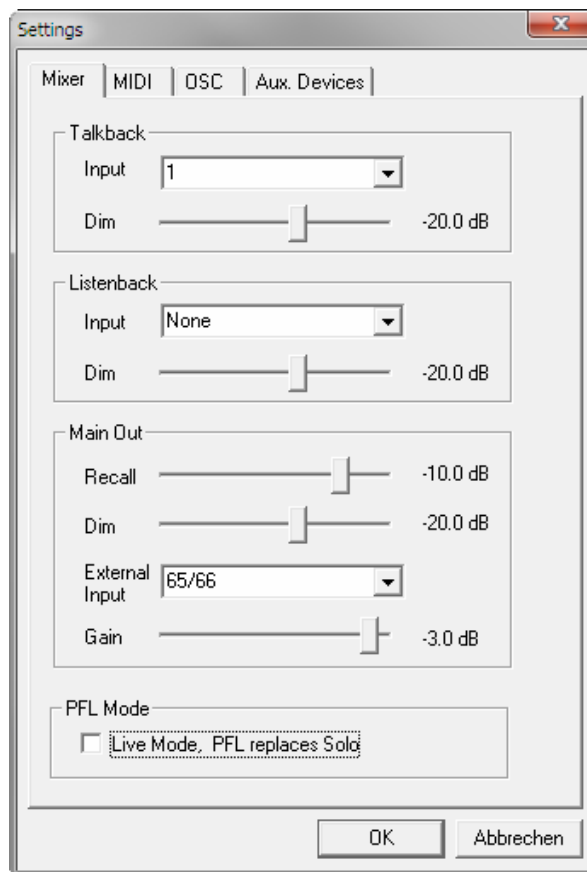 Settings
Mixer MIDI OSC Aux. Devices
Talkback
Input 1
Dim -20.0 dB
Listenback
Input None
Dim -20.0 dB
Main Out
Recall -10.0 dB
Dim -20.0 dB
External
Input 65/66
Gain -3.0 dB
PFL Mode
Live Mode, PFL replaces Solo
OK Abbrechen